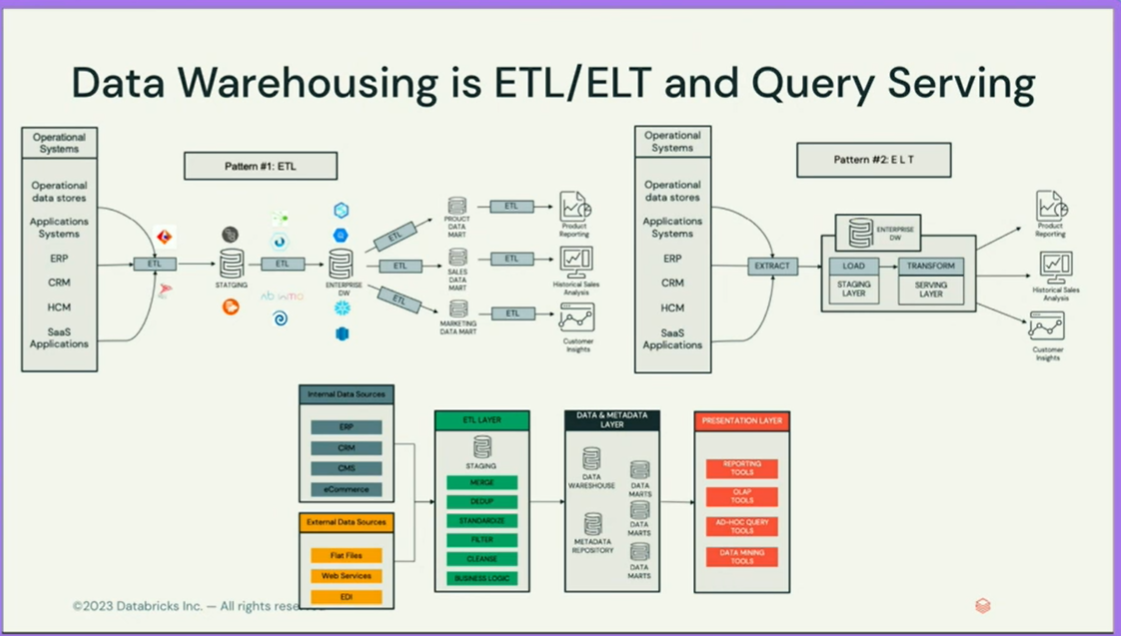 Data Warehousing is ETL/ELT and Query Serving
Operational
Systems
Operational
data stores
Applications
Systems
ERP
CRM
HCM
SaaS
Applications
Pattern #1: ETL
ETL
STATGING
ETL
Ab Initio
ENTERPRISE
DW
ETL
ETL
ETL
PRODUCT
DATA
MART
SALES
DATA
MART
MARKETING
DATA MART
ETL
ETL
ETL
Product
Reporting
Historical Sales
Analysis
Customer
Insights
Operational
Systems
Operational
data stores
Applications
Systems
ERP
CRM
HCM
SaaS
Applications
Pattern #2: E L T
EXTRACT
ENTERPRISE
DW
LOAD
STAGING
LAYER
TRANSFORM
SERVING
LAYER
Product
Reporting
Historical Sales
Analysis
Customer
Insights
Internal Data Sources
ERP
CRM
CMS
eCommerce
External Data Sources
Flat Files
Web Services
EDI
ETL LAYER
STAGING
MERGE
DEDUP
STANDARDIZE
FILTER
CLEANSE
BUSINESS LOGIC
DATA & METADATA
LAYER
DATA
WAREHOUSE
METADATA
REPOSITORY
DATA
MARTS
DATA
MARTS
DATA
MARTS
PRESENTATION LAYER
REPORTING
TOOLS
OLAP
TOOLS
AD-HOC QUERY
TOOLS
DATA MINING
TOOLS
©2023 Databricks Inc. — All rights rese